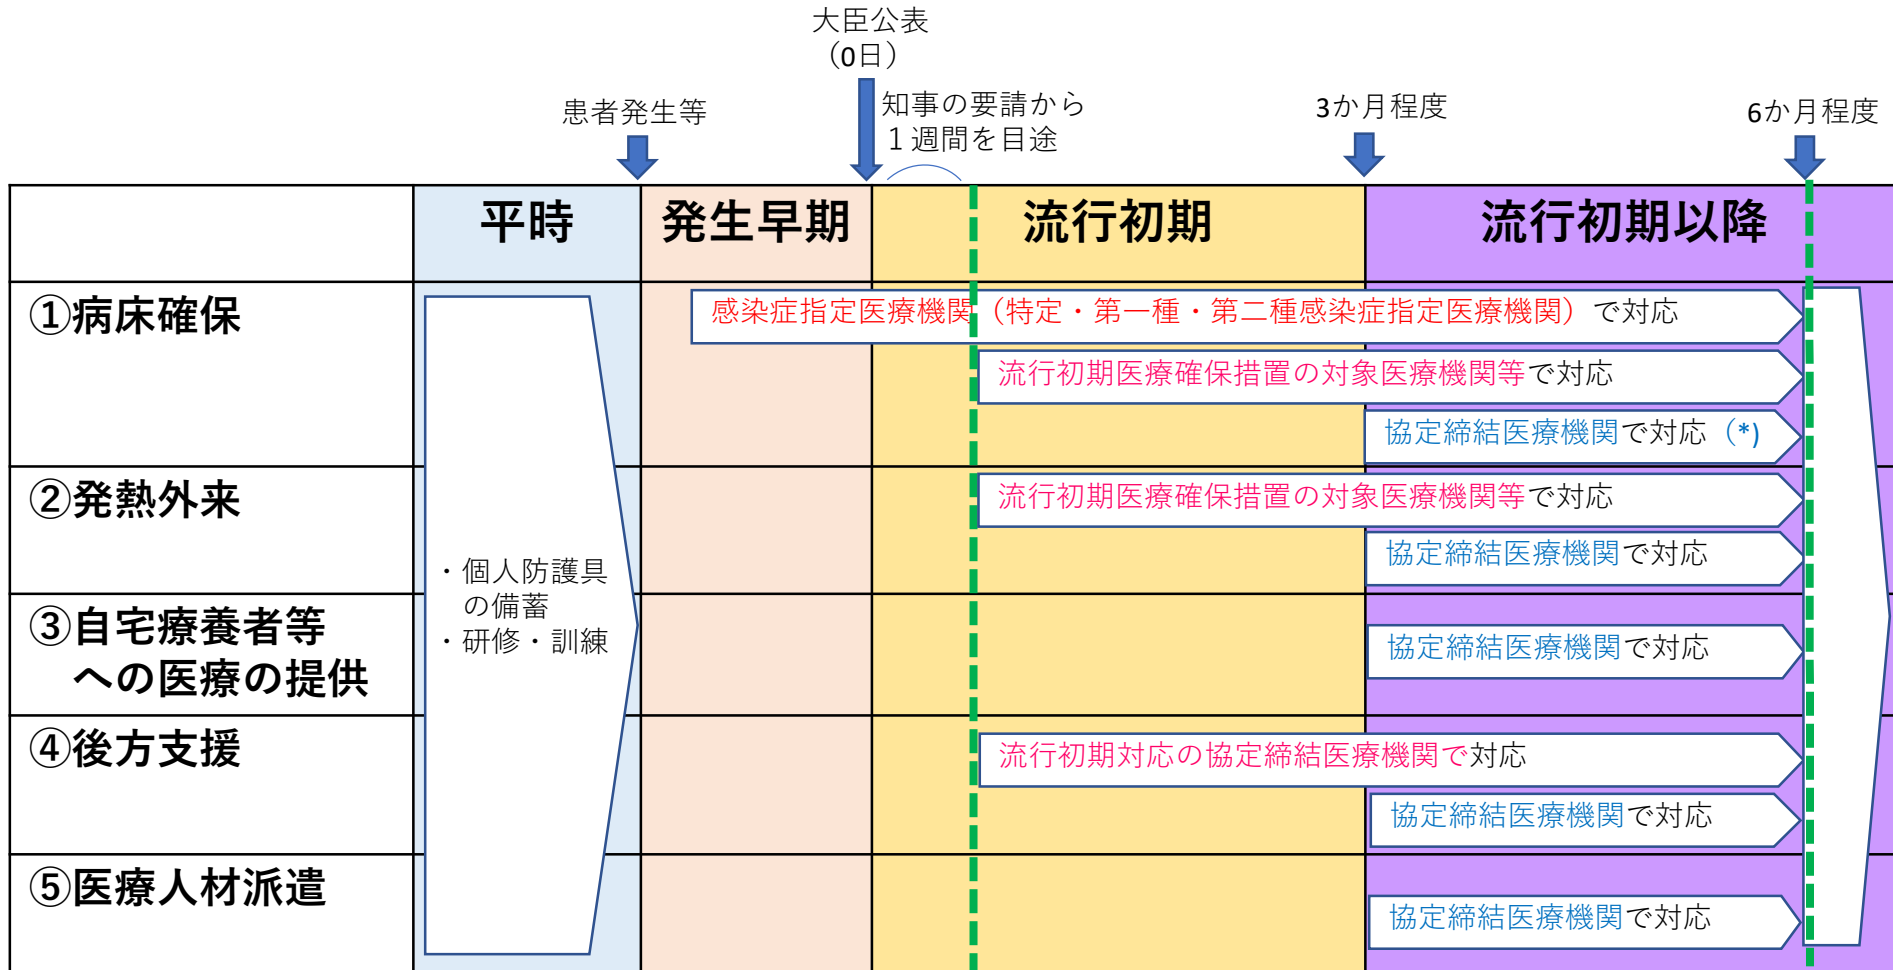 大臣公表
（0日）
患者発生等
知事の要請から
１週間を目途
3か月程度
6か月程度
平時
発生早期
流行初期
流行初期以降
①病床確保
感染症指定医療機関（特定・第一種・第二種感染症指定医療機関）で対応
流行初期医療確保措置の対象医療機関等で対応
協定締結医療機関で対応（*)
②発熱外来
流行初期医療確保措置の対象医療機関等で対応
協定締結医療機関で対応
・個人防護具
の備蓄
・研修・訓練
③自宅療養者等
への医療の提供
協定締結医療機関で対応
④後方支援
流行初期対応の協定締結医療機関で対応
協定締結医療機関で対応
⑤医療人材派遣
協定締結医療機関で対応